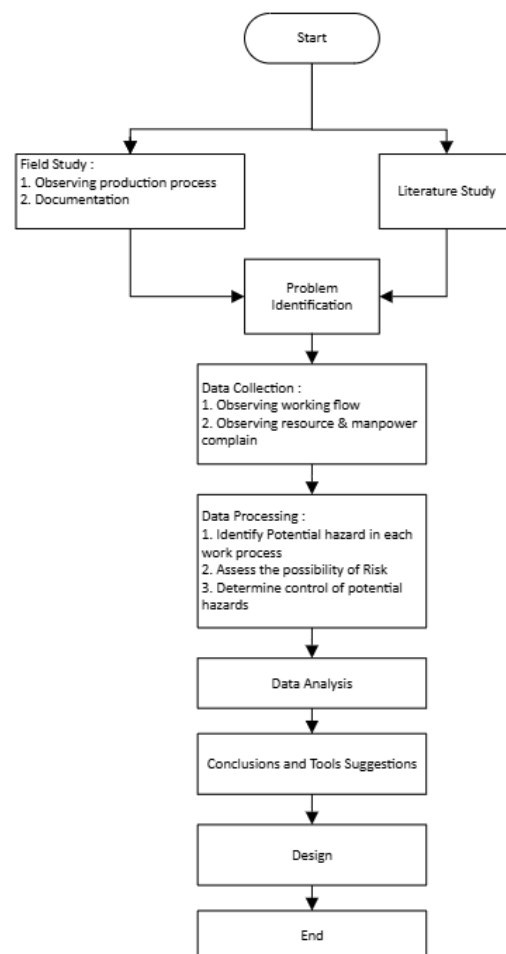 Start
Field Study :
1. Observing production process
2. Documentation
Literature Study
Problem
Identification
Data Collection :
1. Observing working flow
2. Observing resource & manpower
complain
Data Processing :
1. Identify Potential hazard in each
work process
2. Assess the possibility of Risk
3. Determine control of potential
hazards
Data Analysis
Conclusions and Tools Suggestions
Design
End